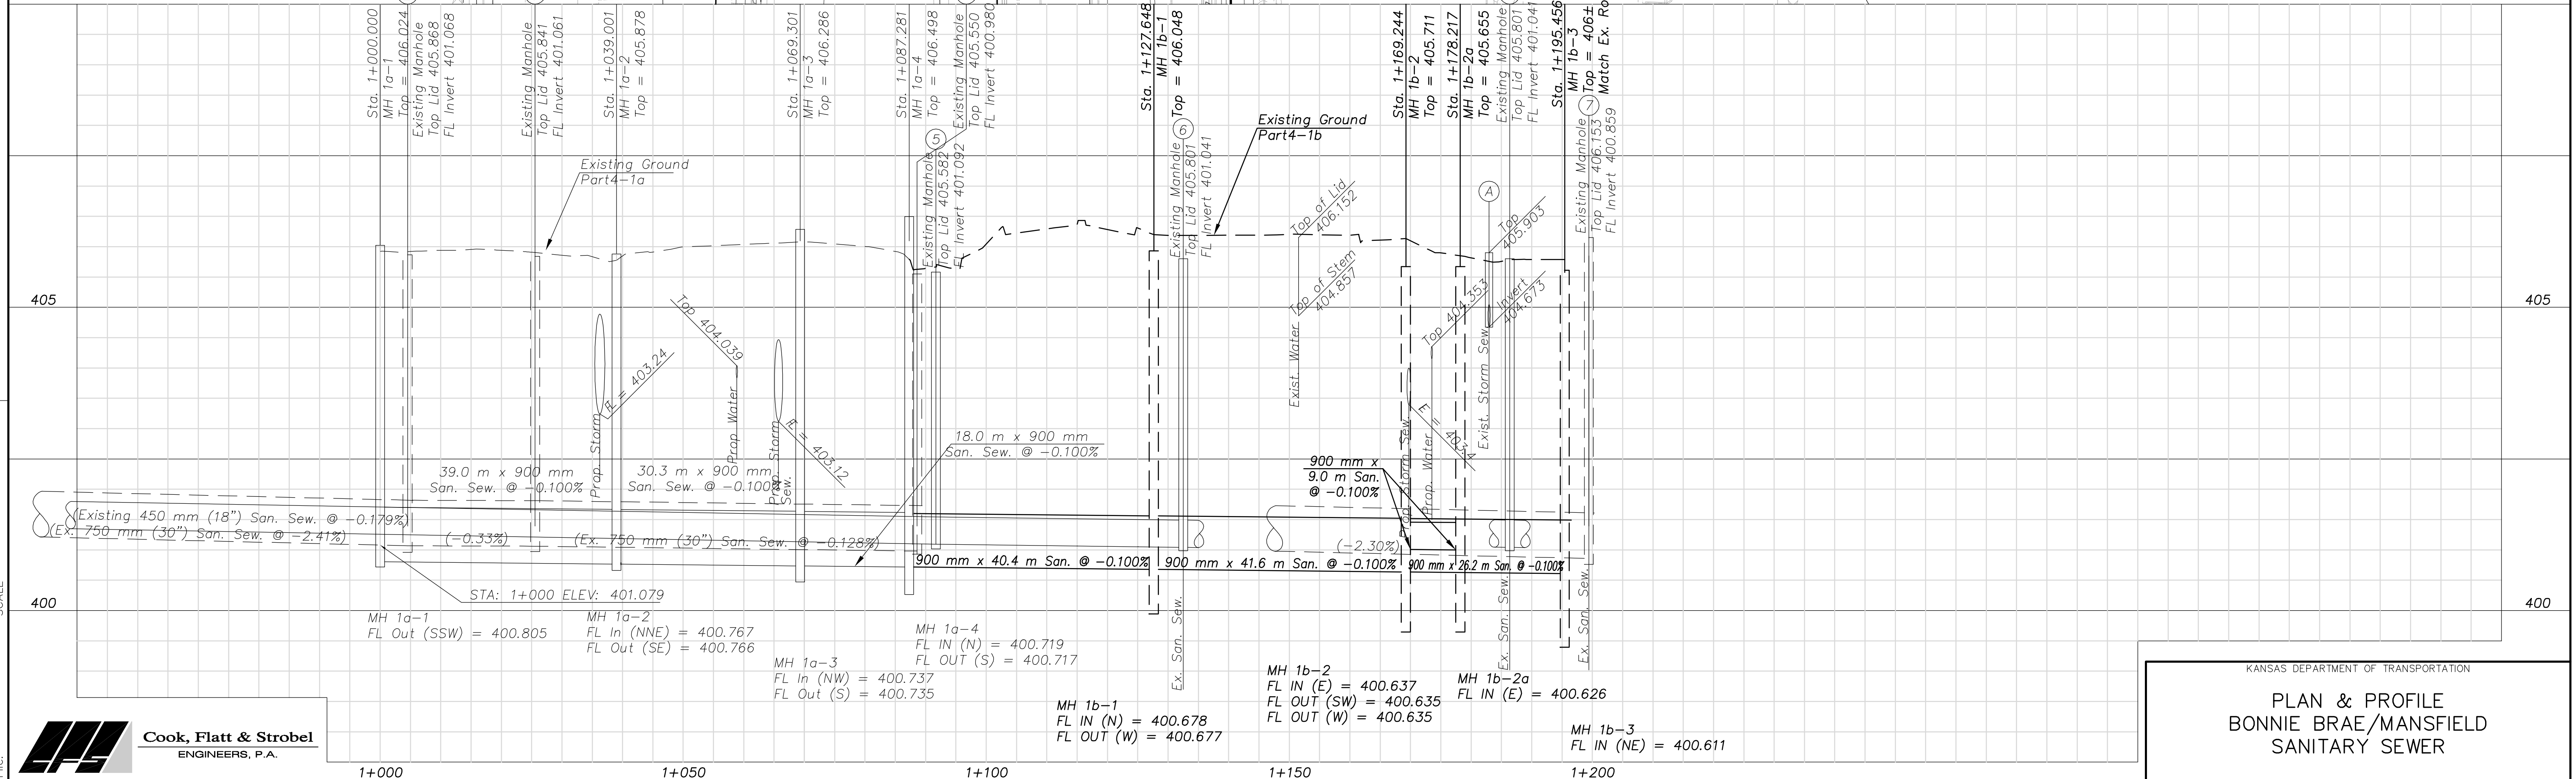 Sta. 1+000.000
MH 1a-1
Top = 406.024
Existing Manhole
Top Lid 405.868
FL Invert 401.068
Existing Manhole
Top Lid 405.841
FL Invert 401.061
Sta. 1+039.001
MH 1a-2
Top = 405.878
Sta. 1+069.301
MH 1a-3
Top = 406.286
Sta. 1+087.281
MH 1a-4
Top = 406.498
Existing Manhole
Top Lid 405.550
FL Invert 400.980
5
Existing Manhole
Top Lid 405.582
FL Invert 401.092
Sta. 1+127.648
MH 1b-1
Top = 406.048
6
Existing Manhole
Top Lid 405.801
FL Invert 401.041
Sta. 1+169.244
MH 1b-2
Top = 405.711
Sta. 1+178.217
MH 1b-2a
Top = 405.655
Existing Manhole
Top Lid 405.801
FL Invert 401.041
Sta. 1+195.456
MH 1b-3
Top = 406±
Match Ex. Ro
7
Existing Manhole
Top Lid 406.153
FL Invert 400.859
Existing Ground
Part4-1a
Existing Ground
Part4-1b
Top of Lid
406.152
Top of Stem
404.857
Exist. Water
A
Top
405.903
Invert
404.673
Exist. Storm Sew.
Top 404.353
Prop. Water
Prop. Storm Sew.
405
405
Top 404.039
Prop. Water
FL = 403.24
Prop. Storm
FL = 403.12
Prop. Storm
Sew.
39.0 m x 900 mm
San. Sew. @ -0.100%
30.3 m x 900 mm
San. Sew. @ -0.100%
18.0 m x 900 mm
San. Sew. @ -0.100%
900 mm x
9.0 m San.
@ -0.100%
(Existing 450 mm (18") San. Sew. @ -0.179%)
(Ex. 750 mm (30") San. Sew. @ -2.41%)
(-0.33%)
(Ex. 750 mm (30") San. Sew. @ -0.128%)
(-2.30%)
900 mm x 40.4 m San. @ -0.100%
900 mm x 41.6 m San. @ -0.100%
900 mm x 26.2 m San. @ -0.100%
STA: 1+000 ELEV: 401.079
400
400
SCALE
Ex. San. Sew.
Ex. San. Sew.
Ex. San. Sew.
MH 1a-1
FL Out (SSW) = 400.805
MH 1a-2
FL In (NNE) = 400.767
FL Out (SE) = 400.766
MH 1a-3
FL In (NW) = 400.737
FL Out (S) = 400.735
MH 1a-4
FL IN (N) = 400.719
FL OUT (S) = 400.717
MH 1b-1
FL IN (N) = 400.678
FL OUT (W) = 400.677
MH 1b-2
FL IN (E) = 400.637
FL OUT (SW) = 400.635
FL OUT (W) = 400.635
MH 1b-2a
FL IN (E) = 400.626
MH 1b-3
FL IN (NE) = 400.611
KANSAS DEPARTMENT OF TRANSPORTATION
PLAN & PROFILE
BONNIE BRAE/MANSFIELD
SANITARY SEWER
CFS
Cook, Flatt & Strobel
ENGINEERS, P.A.
1+000
1+050
1+100
1+150
1+200